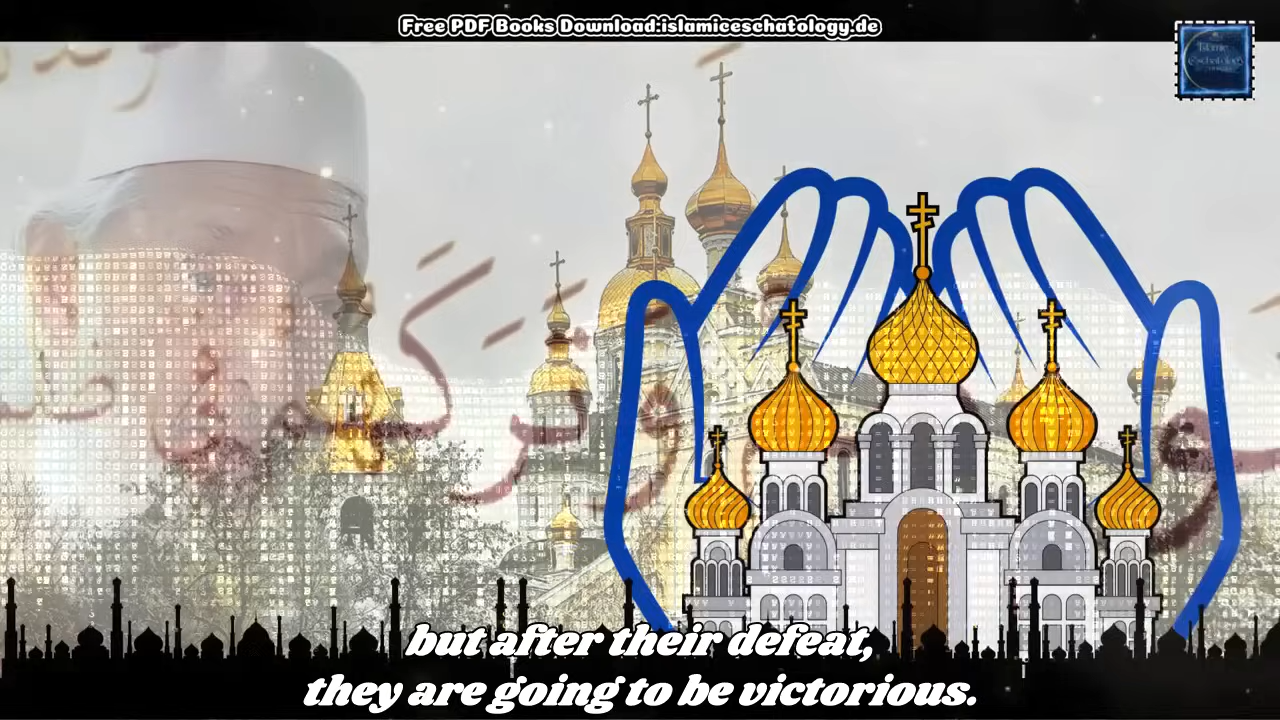 Free PDF Books Download:islamiceschatology.de
but after their defeat,
they are going to be victorious.